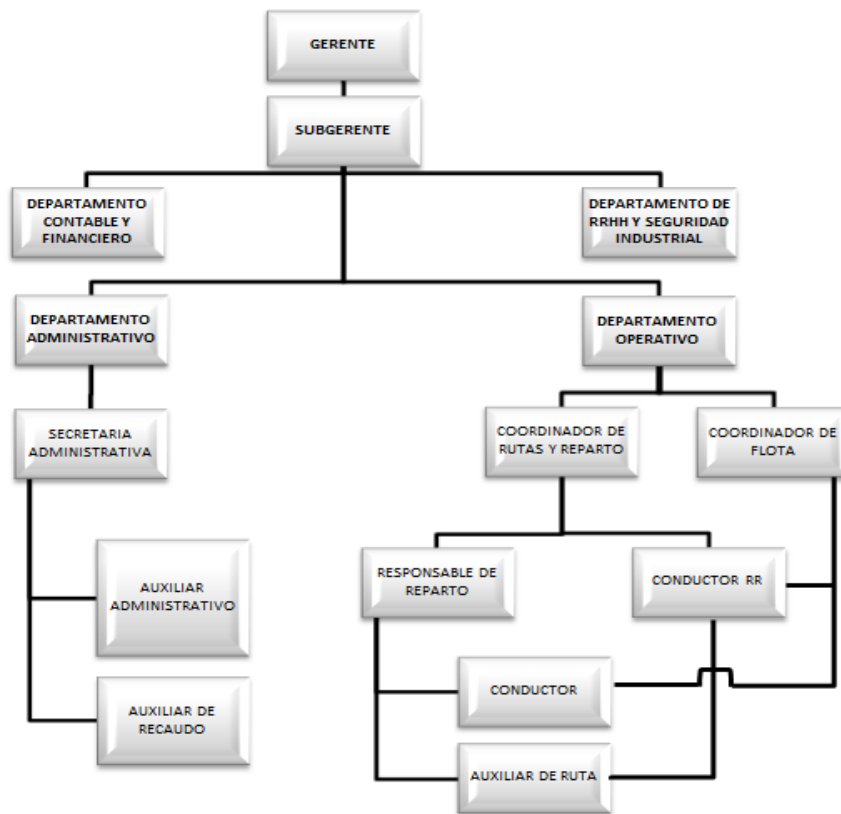 GERENTE
SUBGERENTE
DEPARTAMENTO
CONTABLE Y
FINANCIERO
DEPARTAMENTO DE
RRHH Y SEGURIDAD
INDUSTRIAL
DEPARTAMENTO
ADMINISTRATIVO
DEPARTAMENTO
OPERATIVO
SECRETARIA
ADMINISTRATIVA
COORDINADOR DE
RUTAS Y REPARTO
COORDINADOR DE
FLOTA
AUXILIAR
ADMINISTRATIVO
RESPONSABLE DE
REPARTO
CONDUCTOR RR
AUXILIAR DE
RECAUDO
CONDUCTOR
AUXILIAR DE RUTA